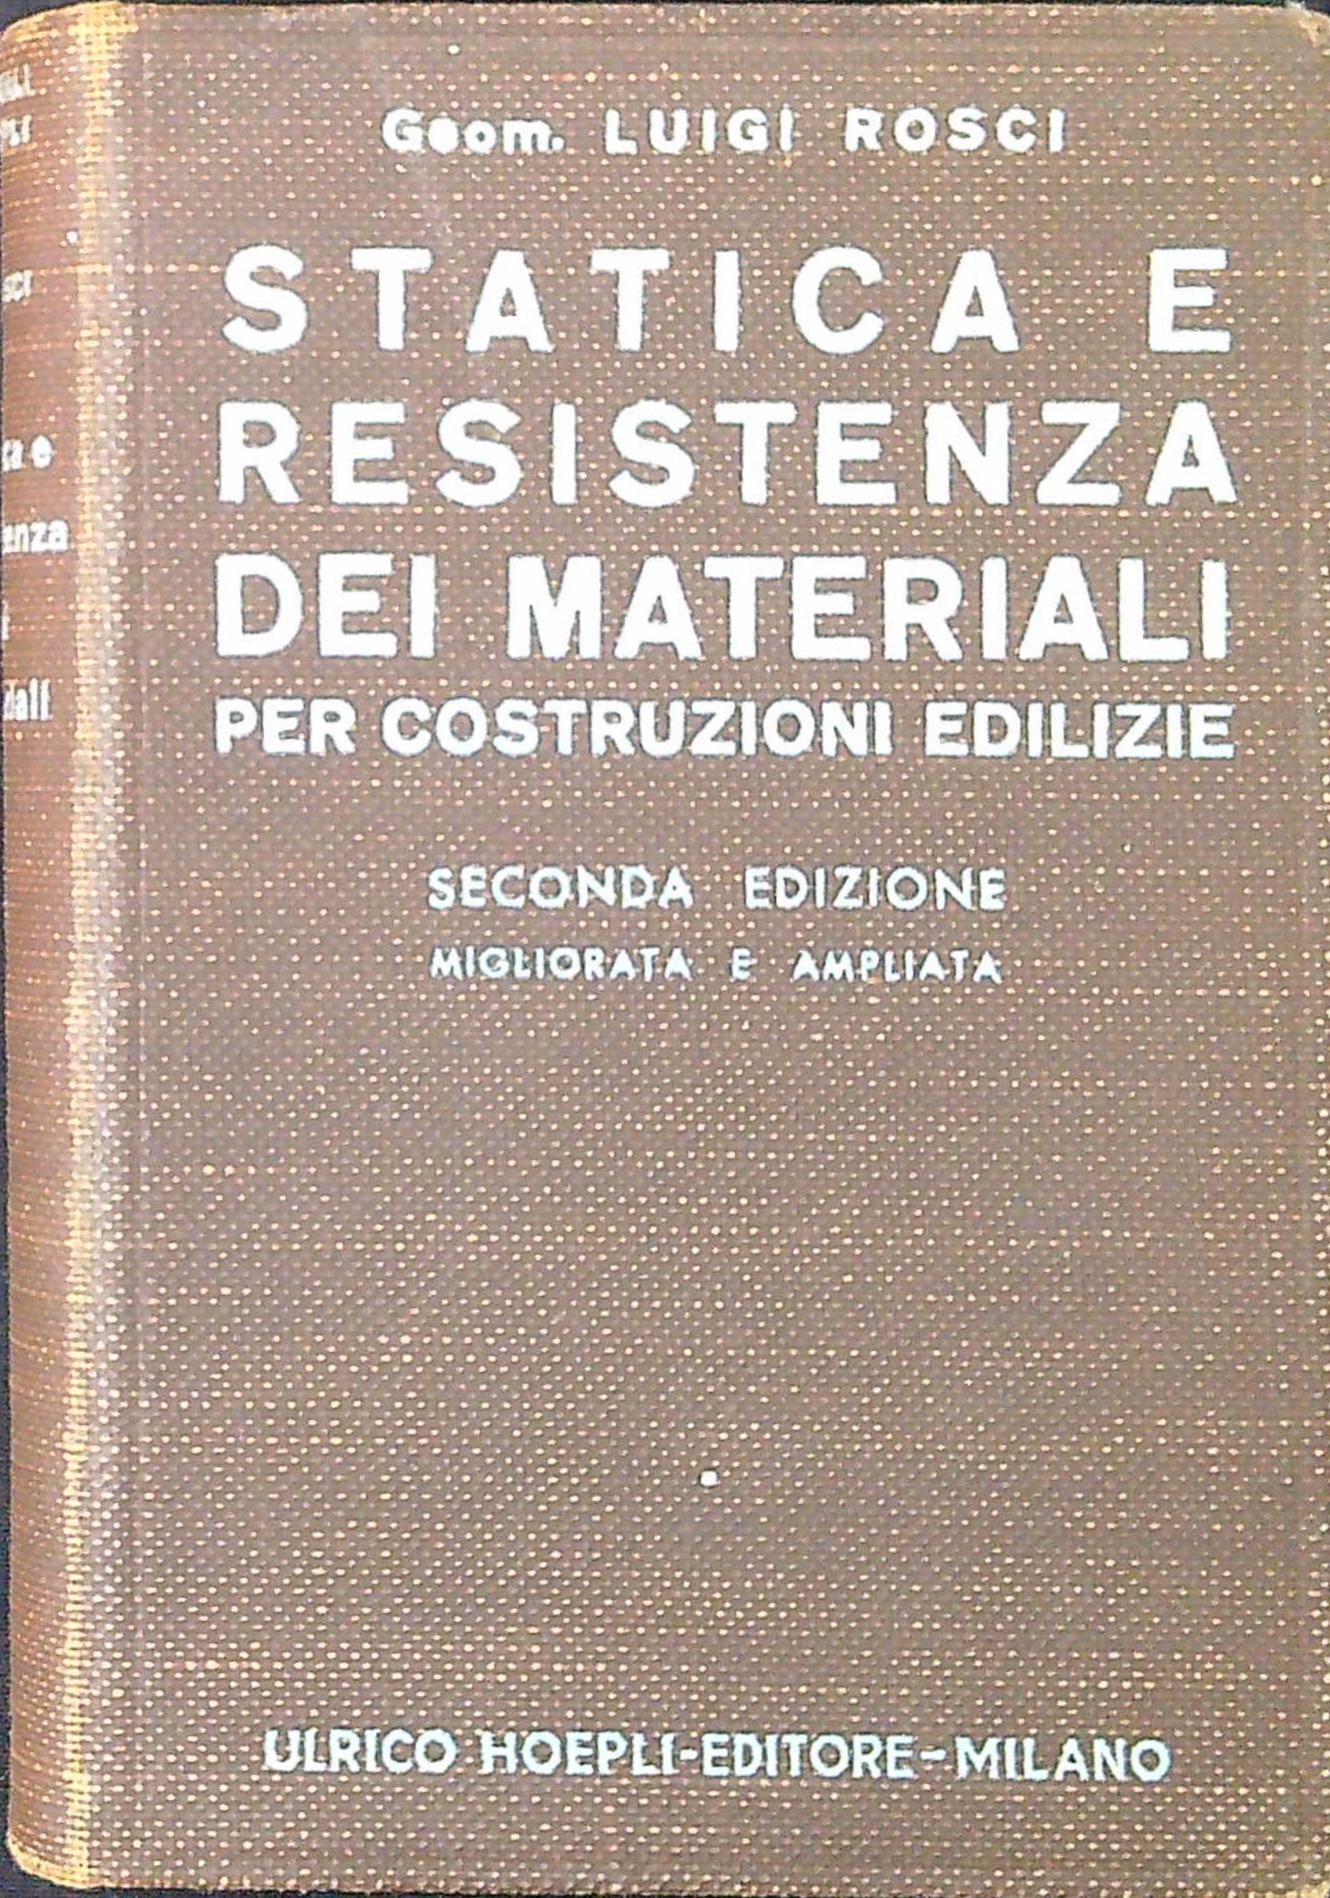 Geom. LUIGI ROSCI
STATICA E
RESISTENZA
DEI MATERIALI
PER COSTRUZIONI EDILIZIE
SECONDA EDIZIONE
MIGLIORATA E AMPLIATA
ULRICO HOEPLI-EDITORE-MILANO